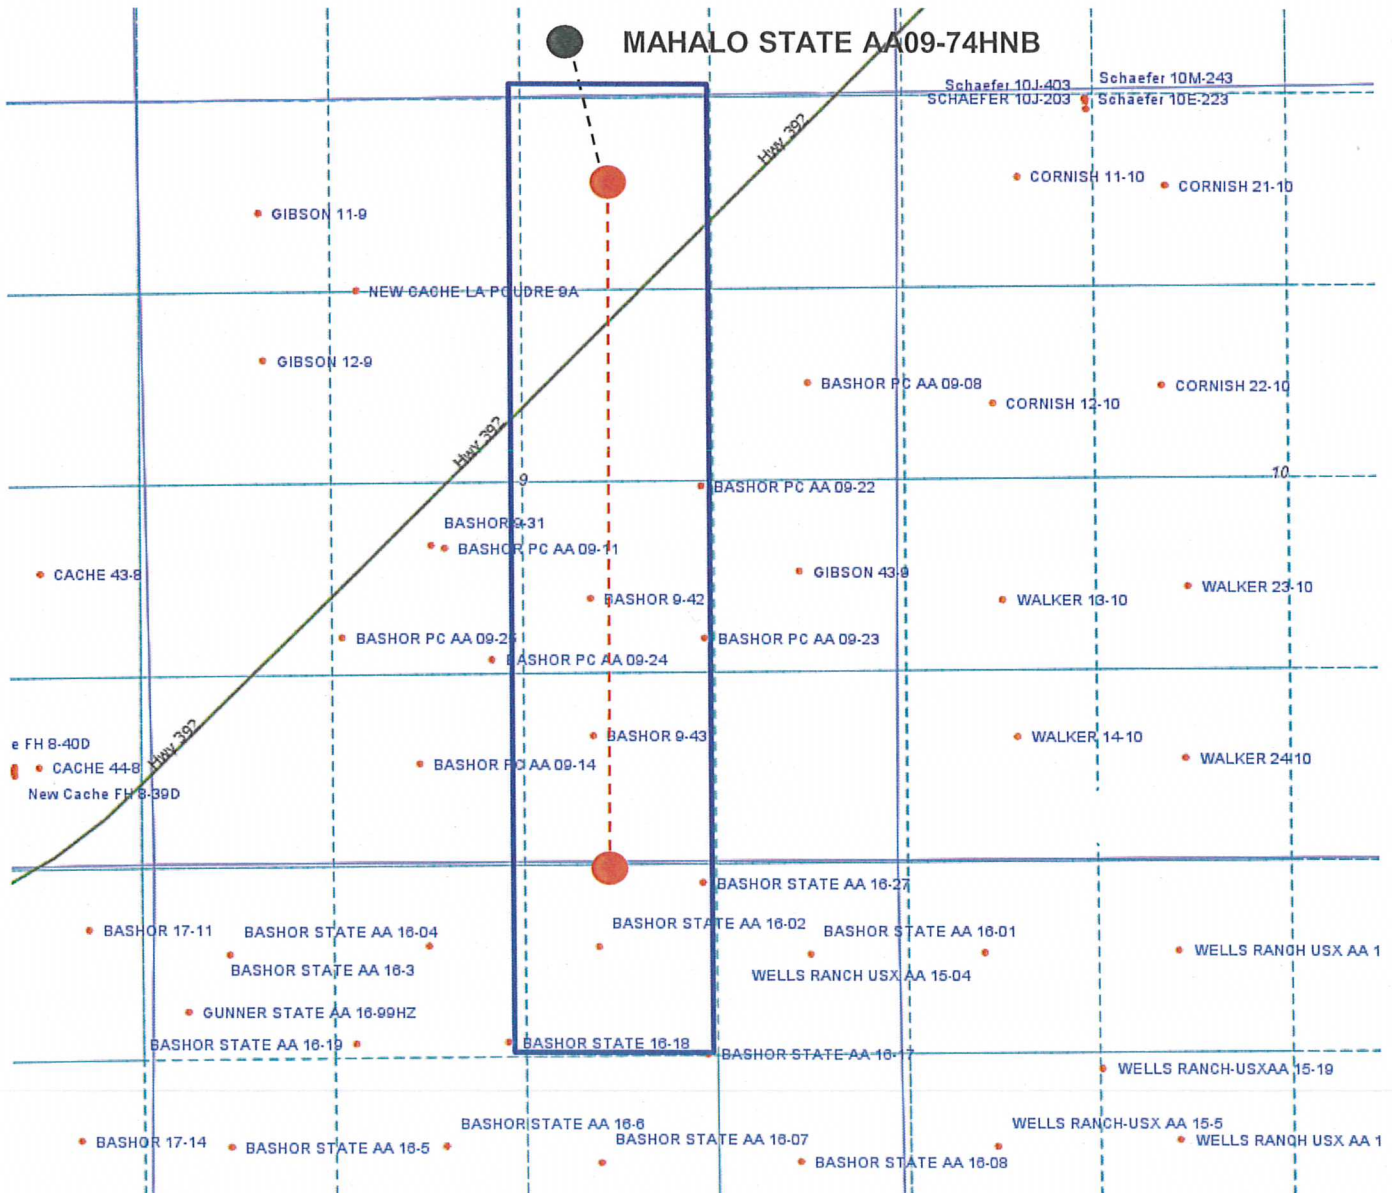 MAHALO STATE AA09-74HNB
Schaefer 10J-403
Schaefer 10M-243
SCHAEFER 10J-203
Schaefer 10E-223
Hwy 392
CORNISH 11-10
CORNISH 21-10
GIBSON 11-9
NEW CACHE LA POUDRE 9A
GIBSON 12-9
BASHOR PC AA 09-08
CORNISH 22-10
CORNISH 12-10
Hwy 392
9
10
BASHOR PC AA 09-22
BASHOR 9-31
BASHOR PC AA 09-11
CACHE 43-8
GIBSON 43-9
WALKER 23-10
BASHOR 9-42
WALKER 13-10
BASHOR PC AA 09-25
BASHOR PC AA 09-23
BASHOR PC AA 09-24
Hwy 392
e FH 8-40D
BASHOR 9-43
WALKER 14-10
CACHE 44-8
BASHOR PC AA 09-14
WALKER 24-10
New Cache FH 8-39D
BASHOR STATE AA 16-27
BASHOR 17-11
BASHOR STATE AA 16-04
BASHOR STATE AA 16-02
BASHOR STATE AA 16-01
WELLS RANCH USX AA 1
BASHOR STATE AA 16-3
WELLS RANCH USX AA 15-04
GUNNER STATE AA 16-99HZ
BASHOR STATE AA 16-19
BASHOR STATE 16-18
BASHOR STATE AA 16-17
WELLS RANCH-USXAA 15-19
BASHOR STATE AA 16-6
WELLS RANCH-USX AA 15-5
BASHOR 17-14
BASHOR STATE AA 16-5
BASHOR STATE AA 16-07
WELLS RANCH USX AA 1
BASHOR STATE AA 16-08